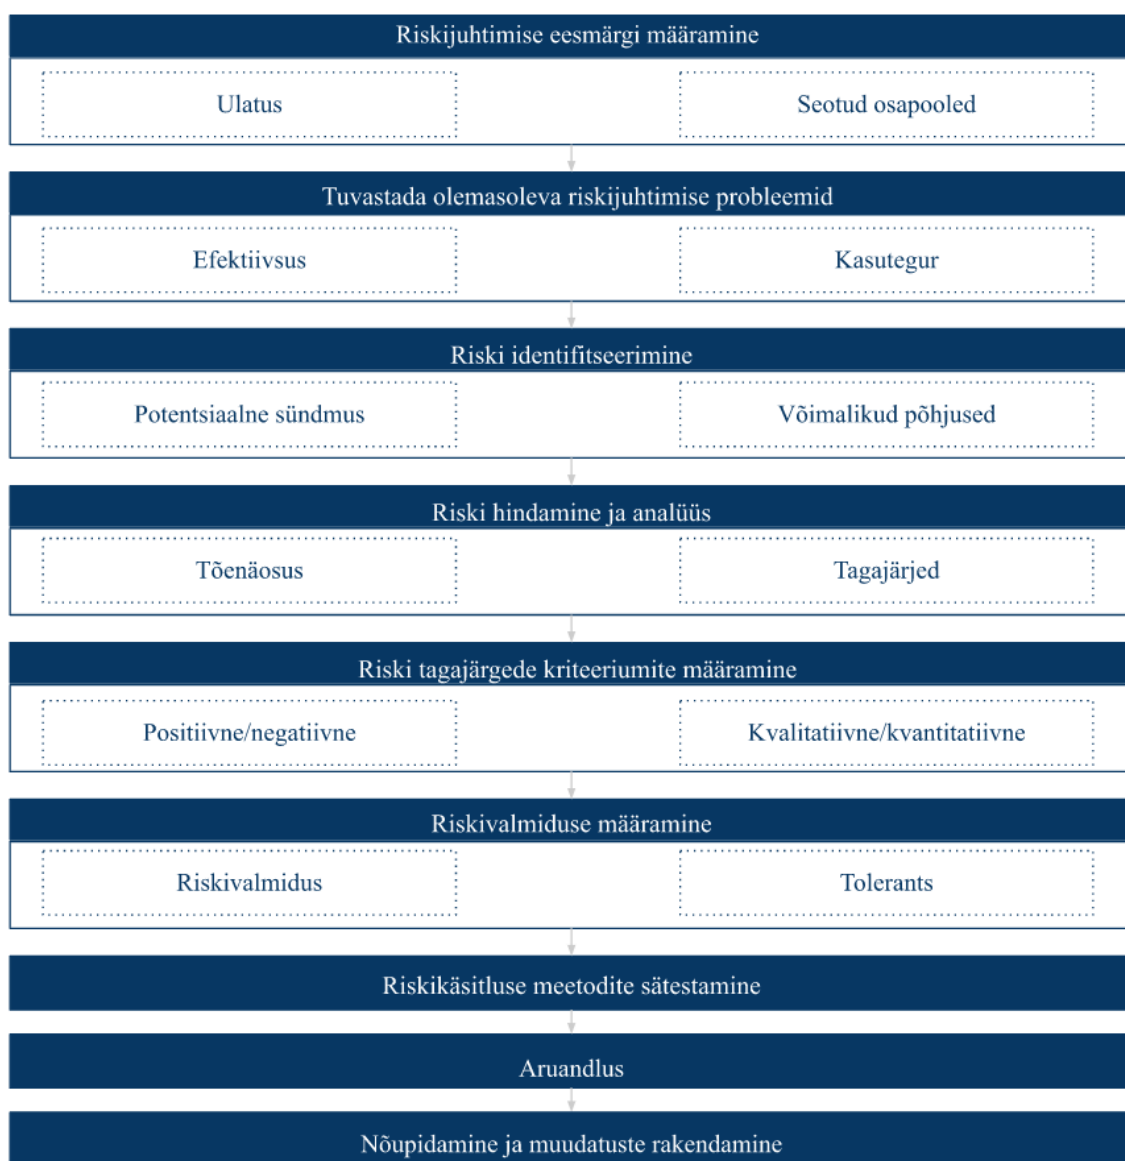 Riskijuhtimise eesmärgi määramine
Ulatus
Seotud osapooled
Tuvastada olemasoleva riskijuhtimise probleemid
Efektiivsus
Kasutegur
Riski identifitseerimine
Potentsiaalne sündmus
Võimalikud põhjused
Riski hindamine ja analüüs
Tõenäosus
Tagajärjed
Riski tagajärgede kriteeriumite määramine
Positiivne/negatiivne
Kvalitatiivne/kvantitatiivne
Riskivalmiduse määramine
Riskivalmidus
Tolerants
Riskikäsitluse meetodite sätestamine
Aruandlus
Nõupidamine ja muudatuste rakendamine